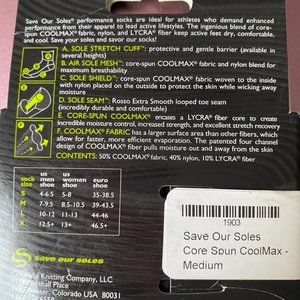 Save Our Soles® performance socks are ideal for athletes who demand enhanced
performance from their apparel to lead active lifestyles. The ingenious blend of core-
spun COOLMAX® fabric, nylon, and LYCRA® fiber keep active feet dry, comfortable,
and cool. Save your soles and savor our socks!
A. SOLE STRETCH CUFF™: protective and gentle barrier (available in
several heights)
B. AIR SOLE MESH™: core-spun COOLMAX® fabric and nylon blend for
maximum breathability
C. SOLE SHIELD™: core-spun COOLMAX® fabric woven to the inside
with nylon placed on the outside to protect the skin while wicking away
moisture
D. SOLE SEAM™: Rosso Extra Smooth looped toe seam
(incredibly durable and comfortable!)
E. CORE-SPUN COOLMAX® encases a LYCRA® fiber core to create
incredible moisture control, increased strength, and excellent stretch recovery
F. COOLMAX® FABRIC has a larger surface area than other fibers, which
allow for faster, more efficient evaporation. The patented four channel
design of COOLMAX® fiber pulls moisture out and away from the skin
CONTENTS: 50% COOLMAX® fabric, 40% nylon, 10% LYCRA® fiber
sock size us men us women euro shoe
S 4-6.5 5-8 35-38.5
M 7-9.5 8.5-10.5 39-43.5
L 10-12 11-13 44-46
X 12.5+ 13+ 46.5+
save our soles
Knitting Company, LLC
Marshall Place
Colorado USA 80031
1903
Save Our Soles
Core Spun CoolMax -
Medium